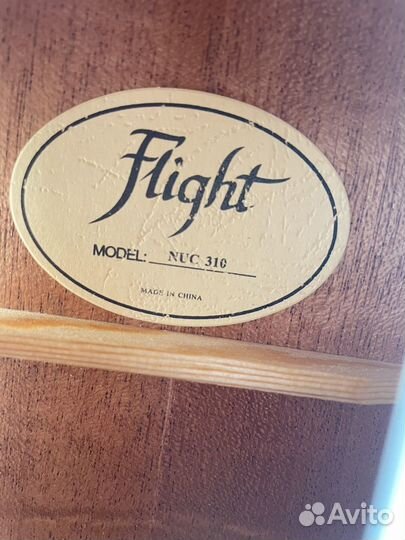 Flight
MODEL: NUC 310
MADE IN CHINA
Avito